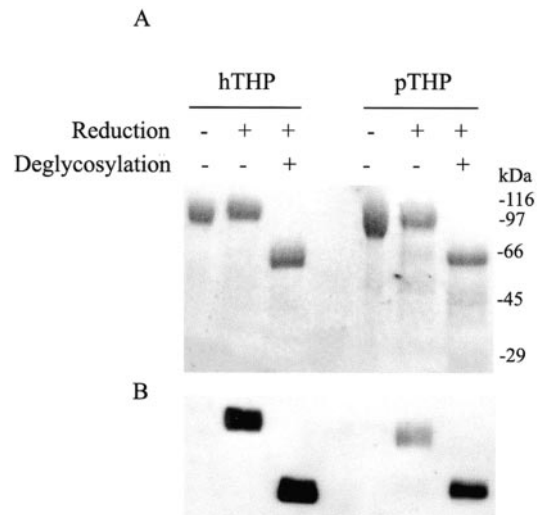 A
hTHP pTHP
Reduction - + + - + +
Deglycosylation - - + - - +
kDa
-116
-97
-66
-45
-29
B